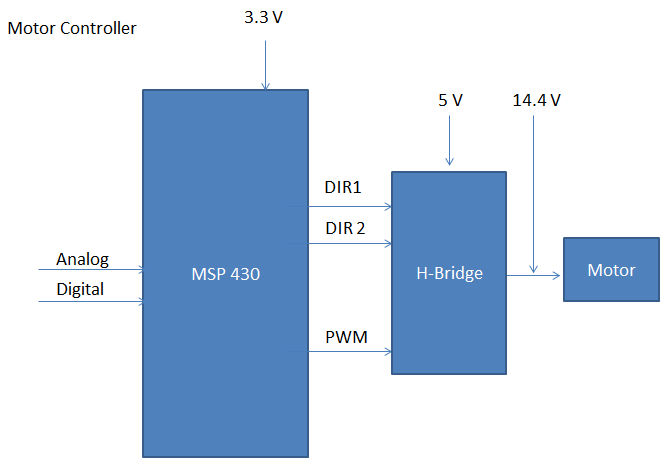 Motor Controller
3.3 V
5 V
14.4 V
DIR1
DIR 2
Analog
Digital
MSP 430
H-Bridge
Motor
PWM